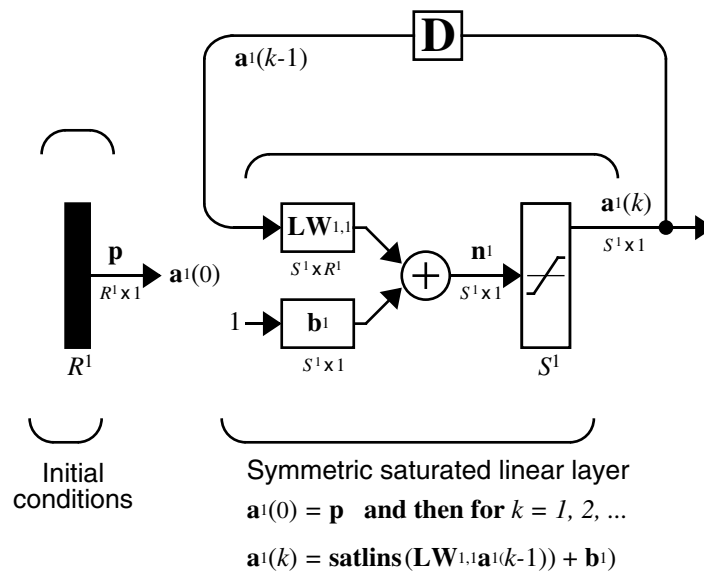 D
a¹(k-1)
p
R¹ x 1
a¹(0)
R¹
LW¹,¹
S¹ x R¹
1
b¹
S¹ x 1
+
n¹
S¹ x 1
S¹
a¹(k)
S¹ x 1
Initial
conditions
Symmetric saturated linear layer
a¹(0) = p and then for k = 1, 2, ...
a¹(k) = satlins (LW¹,¹a¹⁽(k-1)) + b¹)